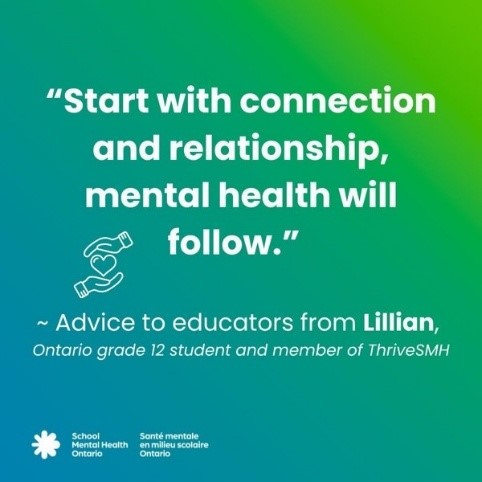 “Start with connection
and relationship,
mental health will
follow.”
~ Advice to educators from Lillian,
Ontario grade 12 student and member of ThriveSMH
School
Mental Health
Ontario
Santé mentale
en milieu scolaire
Ontario